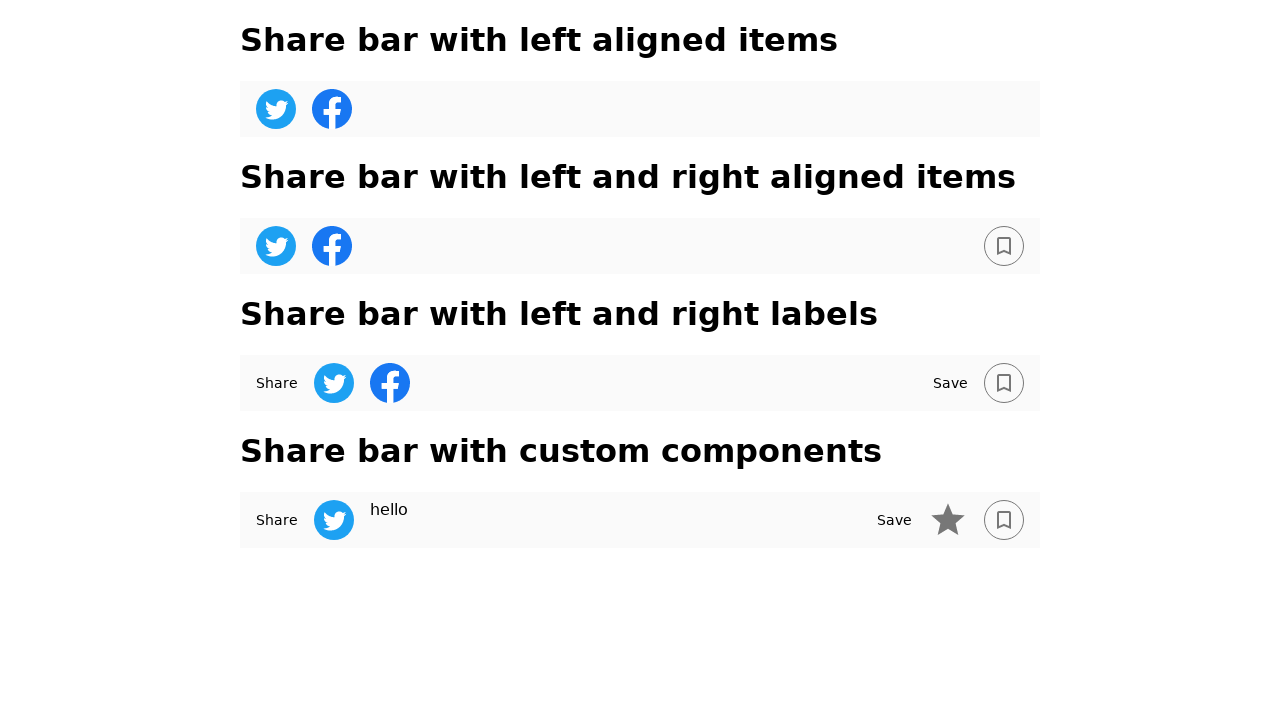 Share bar with left aligned items
Share bar with left and right aligned items
Share bar with left and right labels
Share Save
Share bar with custom components
Share hello Save